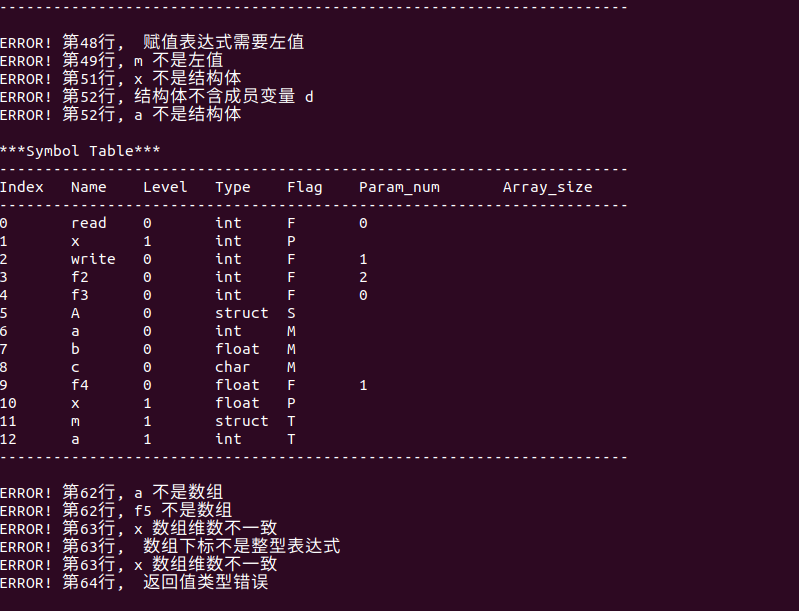 ----------------------------------------------------------------------
ERROR! 第48行, 赋值表达式需要左值
ERROR! 第49行, m 不是左值
ERROR! 第51行, x 不是结构体
ERROR! 第52行, 结构体不含成员变量 d
ERROR! 第52行, a 不是结构体
***Symbol Table***
----------------------------------------------------------------------
Index Name Level Type Flag Param_num Array_size
----------------------------------------------------------------------
0 read 0 int F 0
1 x 1 int P
2 write 0 int F 1
3 f2 0 int F 2
4 f3 0 int F 0
5 A 0 struct S
6 a 0 int M
7 b 0 float M
8 c 0 char M
9 f4 0 float F 1
10 x 1 float P
11 m 1 struct T
12 a 1 int T
----------------------------------------------------------------------
ERROR! 第62行, a 不是数组
ERROR! 第62行, f5 不是数组
ERROR! 第63行, x 数组维数不一致
ERROR! 第63行, 数组下标不是整型表达式
ERROR! 第63行, x 数组维数不一致
ERROR! 第64行, 返回值类型错误